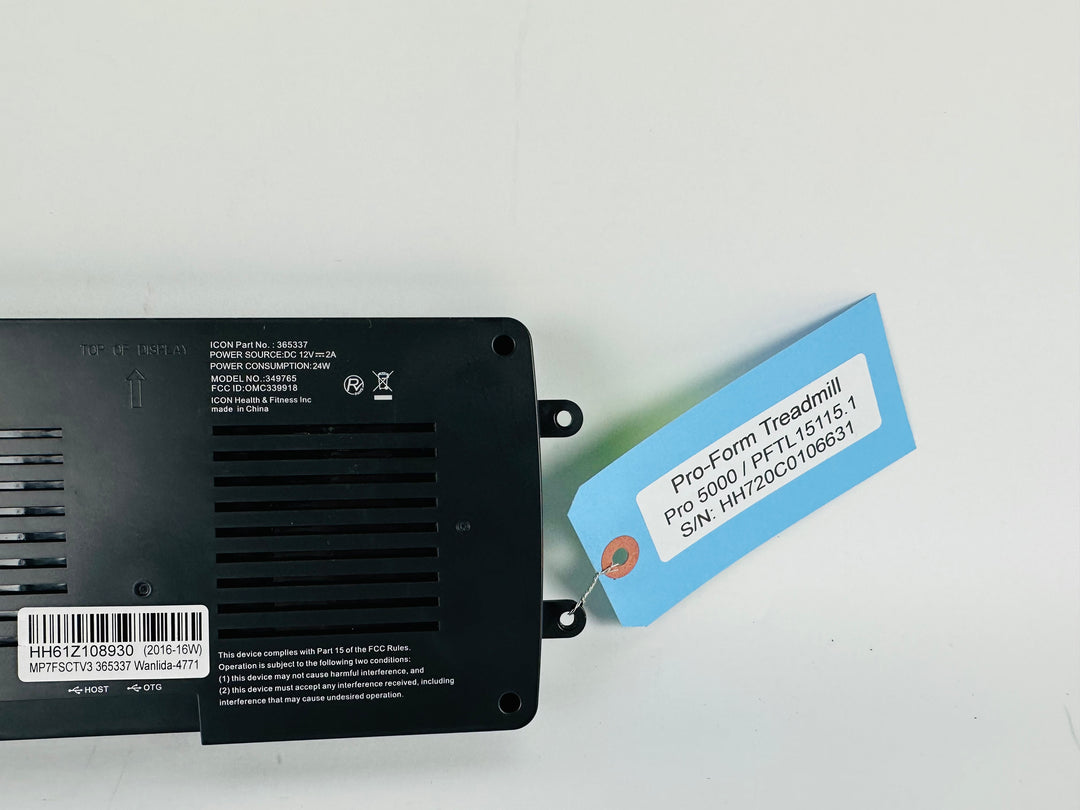 TOP OF DISPLAY
ICON Part No. : 365337
POWER SOURCE:DC 12V⎓2A
POWER CONSUMPTION:24W
MODEL NO.:349765
FCC ID:OMC339918
ICON Health & Fitness Inc
made in China
HH61Z108930 (2016-16W)
MP7FSCTV3 365337 Wanlida-4771
HOST
OTG
This device complies with Part 15 of the FCC Rules.
Operation is subject to the following two conditions:
(1) this device may not cause harmful interference, and
(2) this device must accept any interference received, including
interference that may cause undesired operation.
Pro-Form Treadmill
Pro 5000 / PFTL15115.1
S/N: HH720C0106631